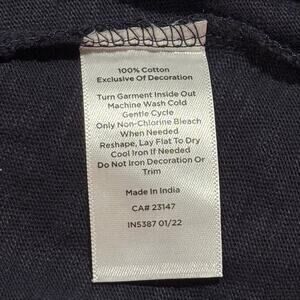 100% Cotton
Exclusive Of Decoration
Turn Garment Inside Out
Machine Wash Cold
Gentle Cycle
Only Non-Chlorine Bleach
When Needed
Reshape, Lay Flat To Dry
Cool Iron If Needed
Do Not Iron Decoration Or
Trim
Made In India
CA# 23147
IN5387 01/22